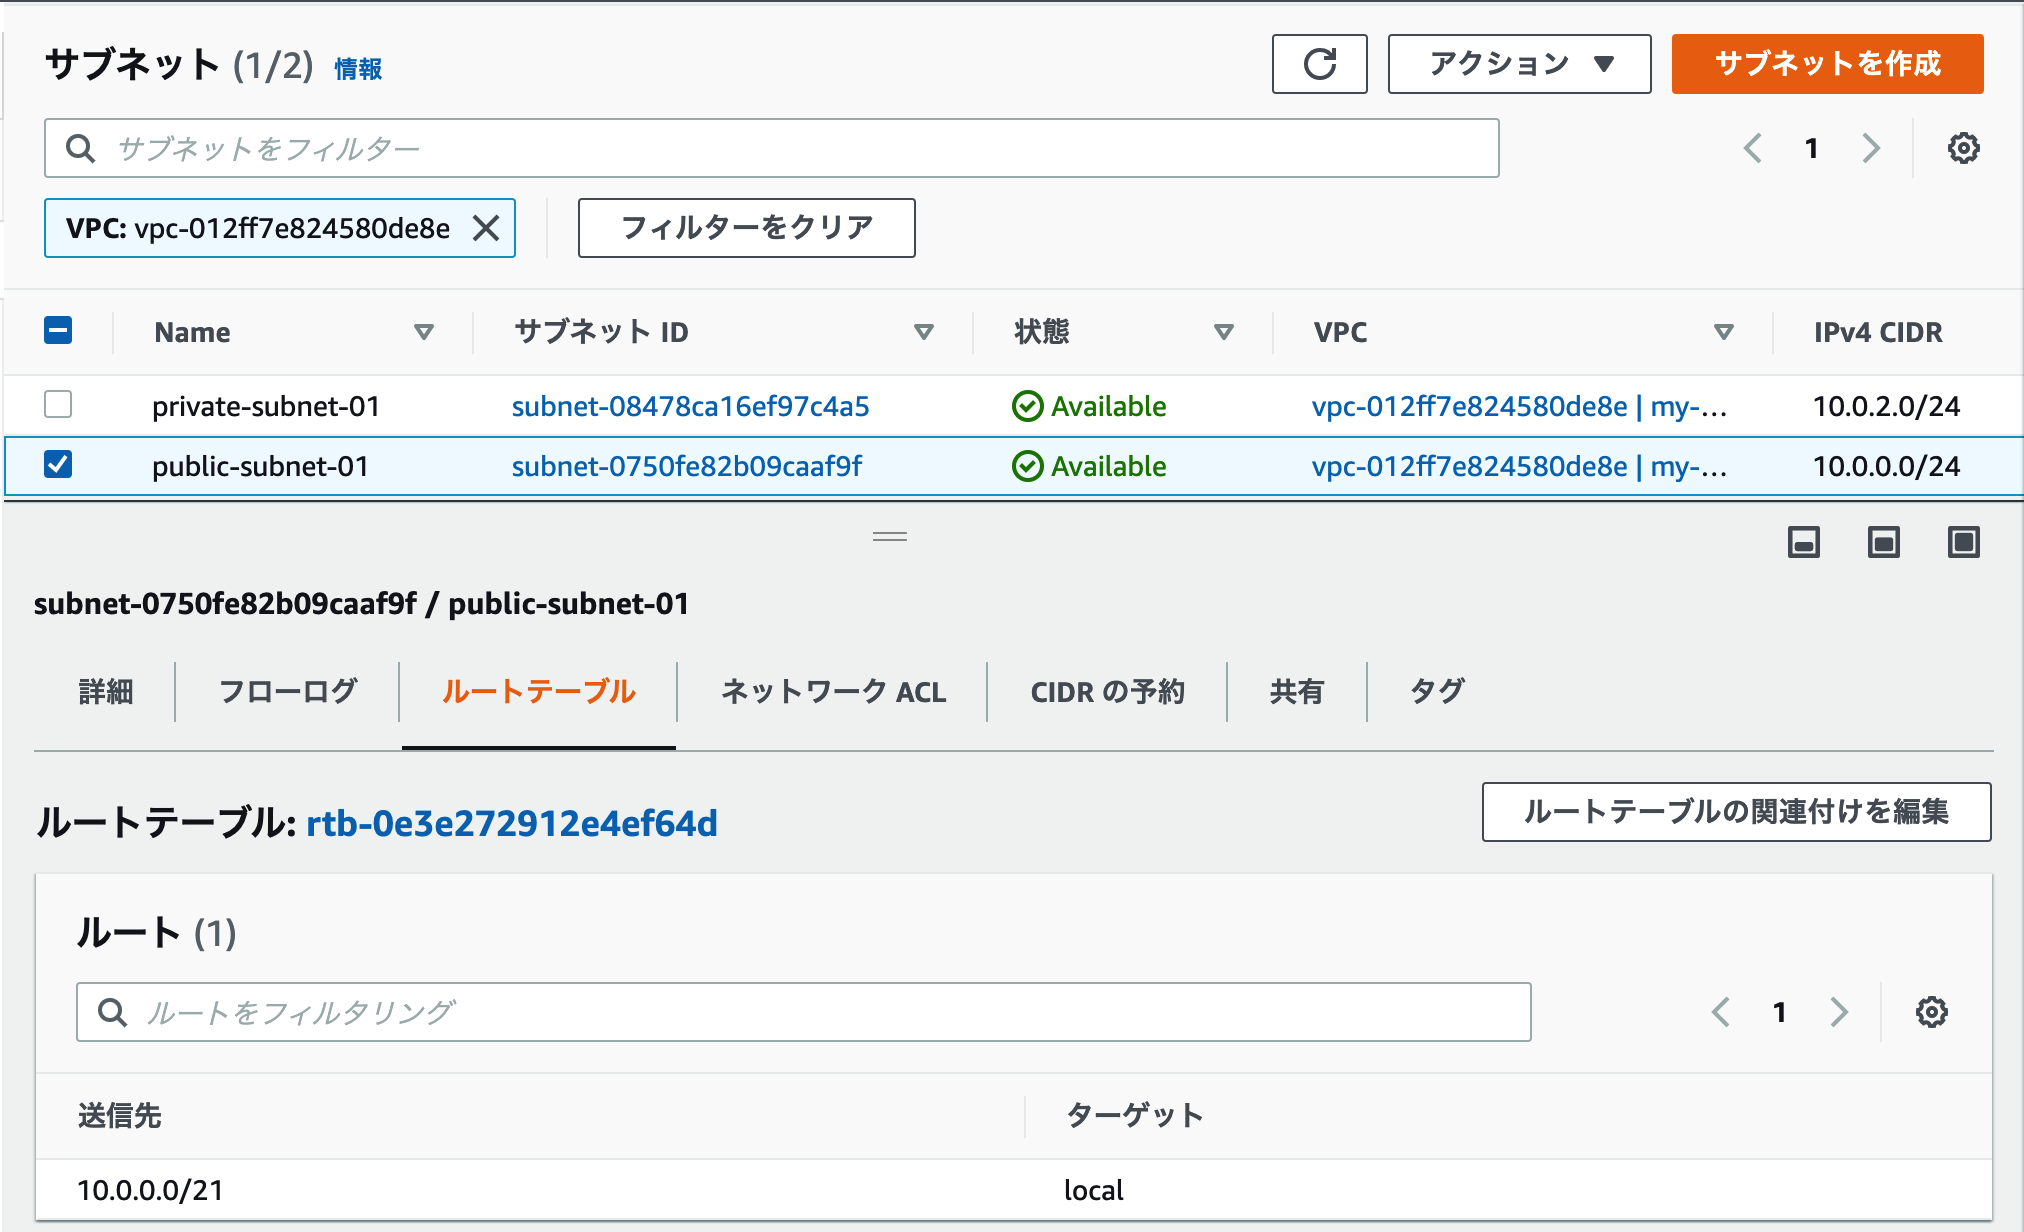 サブネット (1/2) 情報
アクション ▼
サブネットを作成
サブネットをフィルター
1
VPC: vpc-012ff7e824580de8e
フィルターをクリア
Name サブネット ID 状態 VPC IPv4 CIDR
private-subnet-01 subnet-08478ca16ef97c4a5 Available vpc-012ff7e824580de8e | my-... 10.0.2.0/24
public-subnet-01 subnet-0750fe82b09caaf9f Available vpc-012ff7e824580de8e | my-... 10.0.0.0/24
subnet-0750fe82b09caaf9f / public-subnet-01
詳細 フローログ ルートテーブル ネットワーク ACL CIDR の予約 共有 タグ
ルートテーブル: rtb-0e3e272912e4ef64d
ルートテーブルの関連付けを編集
ルート (1)
ルートをフィルタリング
1
送信先 ターゲット
10.0.0.0/21 local